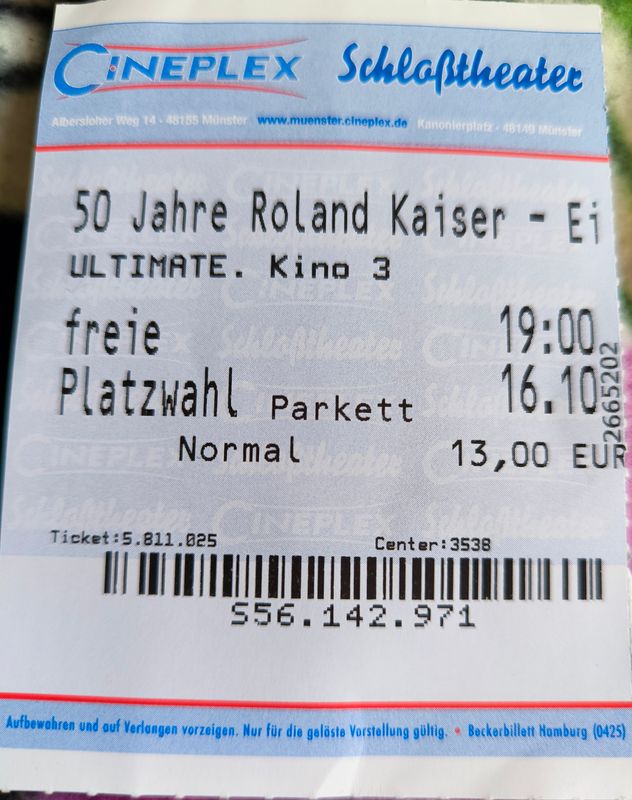 CINEPLEX Schloßtheater
Albersloher Weg 14 - 48155 Münster www.muenster.cineplex.de Kanonierplatz - 48149 Münster
50 Jahre Roland Kaiser - Ei
ULTIMATE. Kino 3
freie 19:00
Platzwahl Parkett 16.10
Normal 13,00 EUR
2665202
Ticket:5.811.025 Center:3538
S56.142.971
Aufbewahren und auf Verlangen vorzeigen. Nur für die gelöste Vorstellung gültig. • Beckerbillett Hamburg (0425)